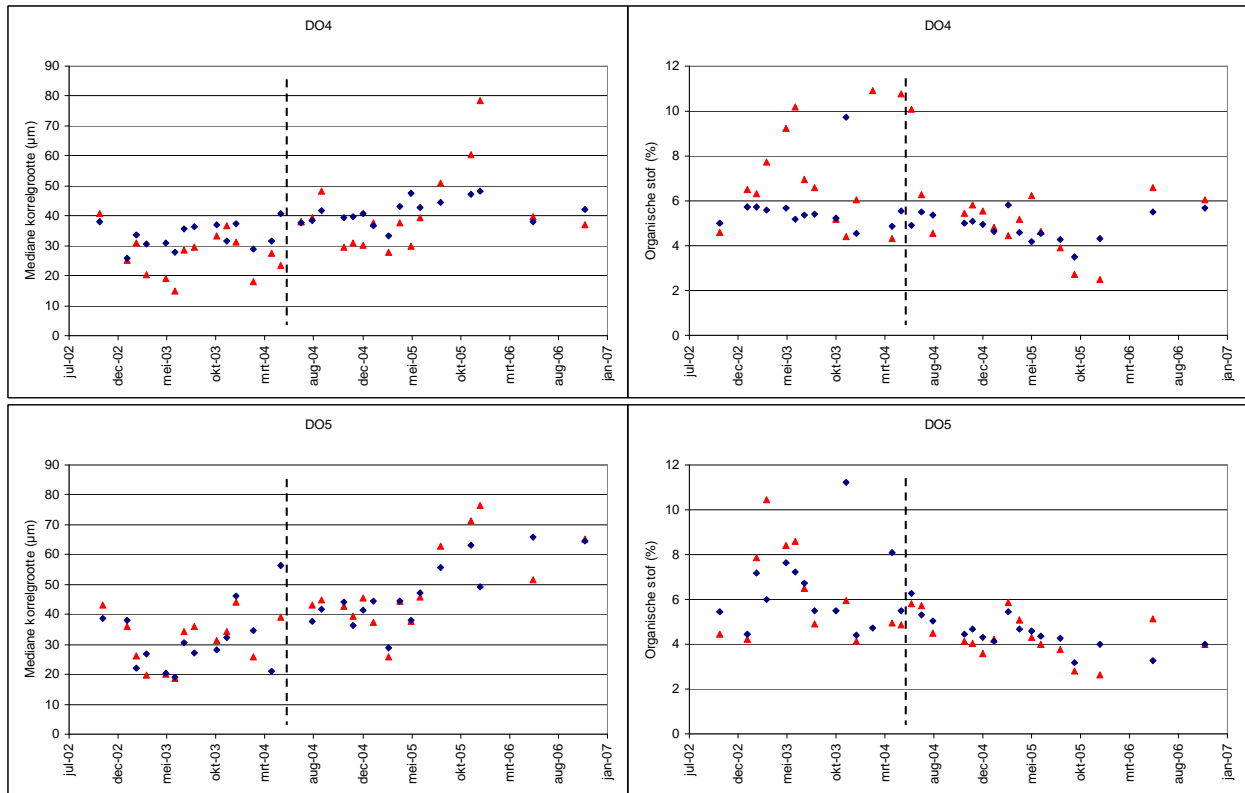 DO4
Mediane korrelgrootte (µm)
90
80
70
60
50
40
30
20
10
0
jul-02
dec-02
mei-03
okt-03
mrt-04
aug-04
dec-04
mei-05
okt-05
mrt-06
aug-06
jan-07
DO4
Organische stof (%)
12
10
8
6
4
2
0
jul-02
dec-02
mei-03
okt-03
mrt-04
aug-04
dec-04
mei-05
okt-05
mrt-06
aug-06
jan-07
DO5
Mediane korrelgrootte (µm)
90
80
70
60
50
40
30
20
10
0
jul-02
dec-02
mei-03
okt-03
mrt-04
aug-04
dec-04
mei-05
okt-05
mrt-06
aug-06
jan-07
DO5
Organische stof (%)
12
10
8
6
4
2
0
jul-02
dec-02
mei-03
okt-03
mrt-04
aug-04
dec-04
mei-05
okt-05
mrt-06
aug-06
jan-07